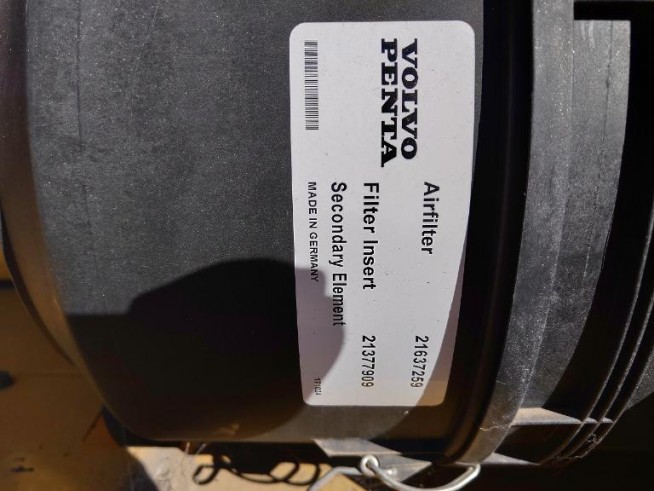 VOLVO
PENTA
Airfilter 21637259
Filter Insert 21377909
Secondary Element
MADE IN GERMANY